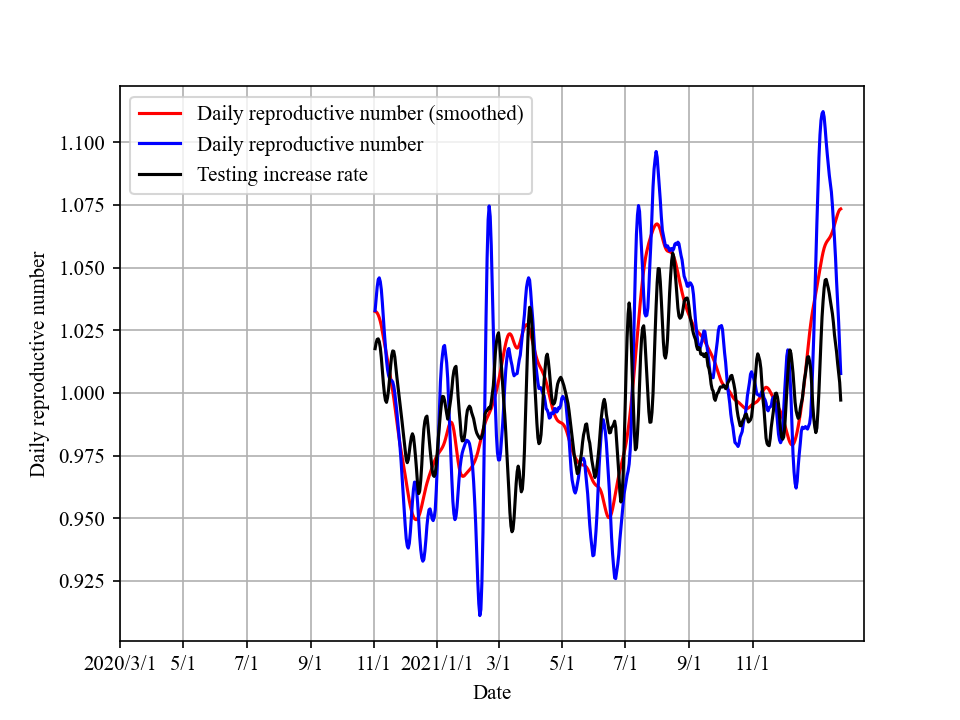 Daily reproductive number (smoothed)
Daily reproductive number
Testing increase rate
1.100
1.075
1.050
1.025
1.000
0.975
0.950
0.925
Daily reproductive number
2020/3/1 5/1 7/1 9/1 11/1 2021/1/1 3/1 5/1 7/1 9/1 11/1
Date